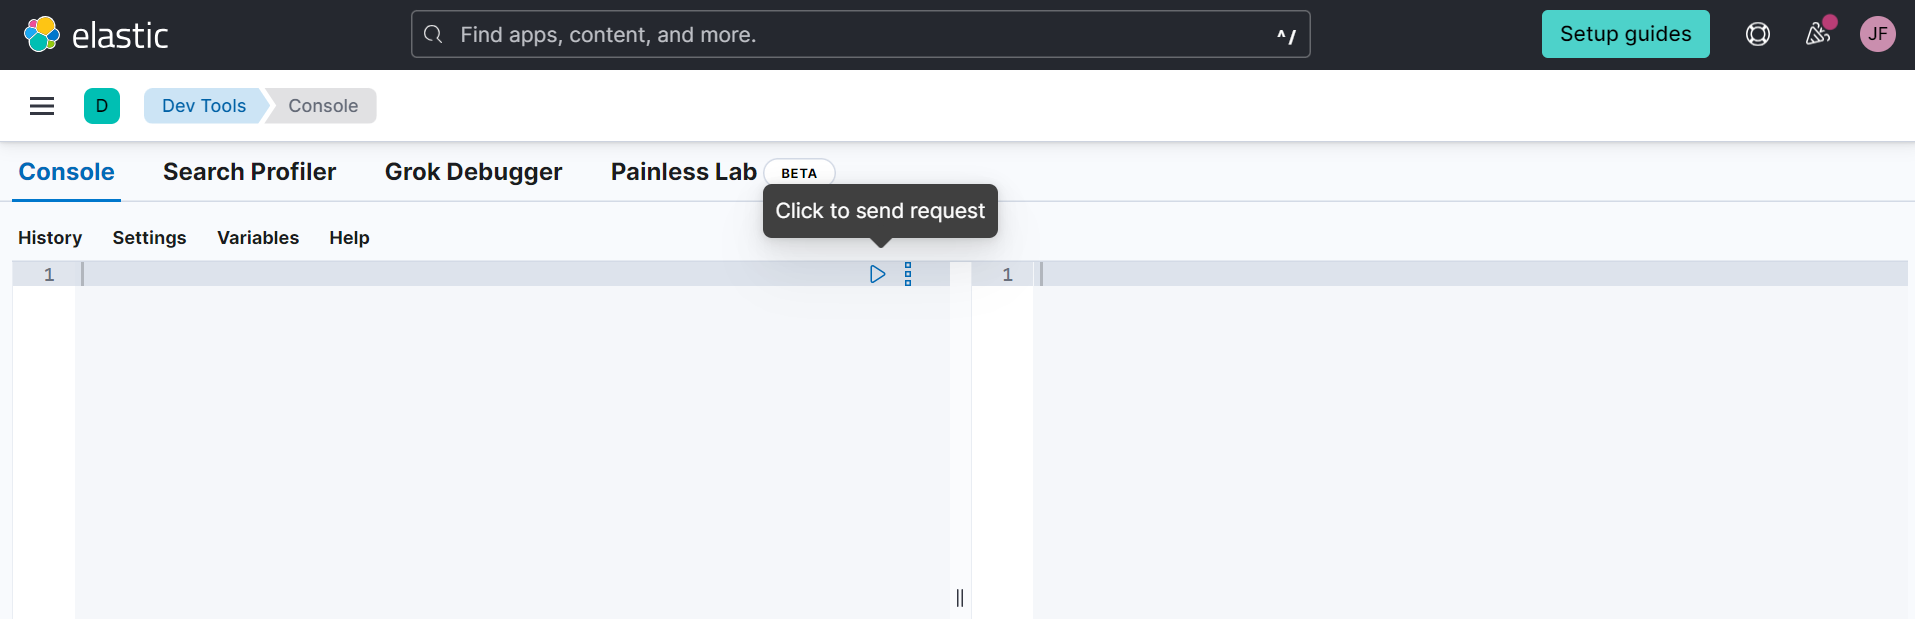 elastic
Find apps, content, and more.
^/
Setup guides
JF
D
Dev Tools
Console
Console
Search Profiler
Grok Debugger
Painless Lab
BETA
Click to send request
History
Settings
Variables
Help
1
1